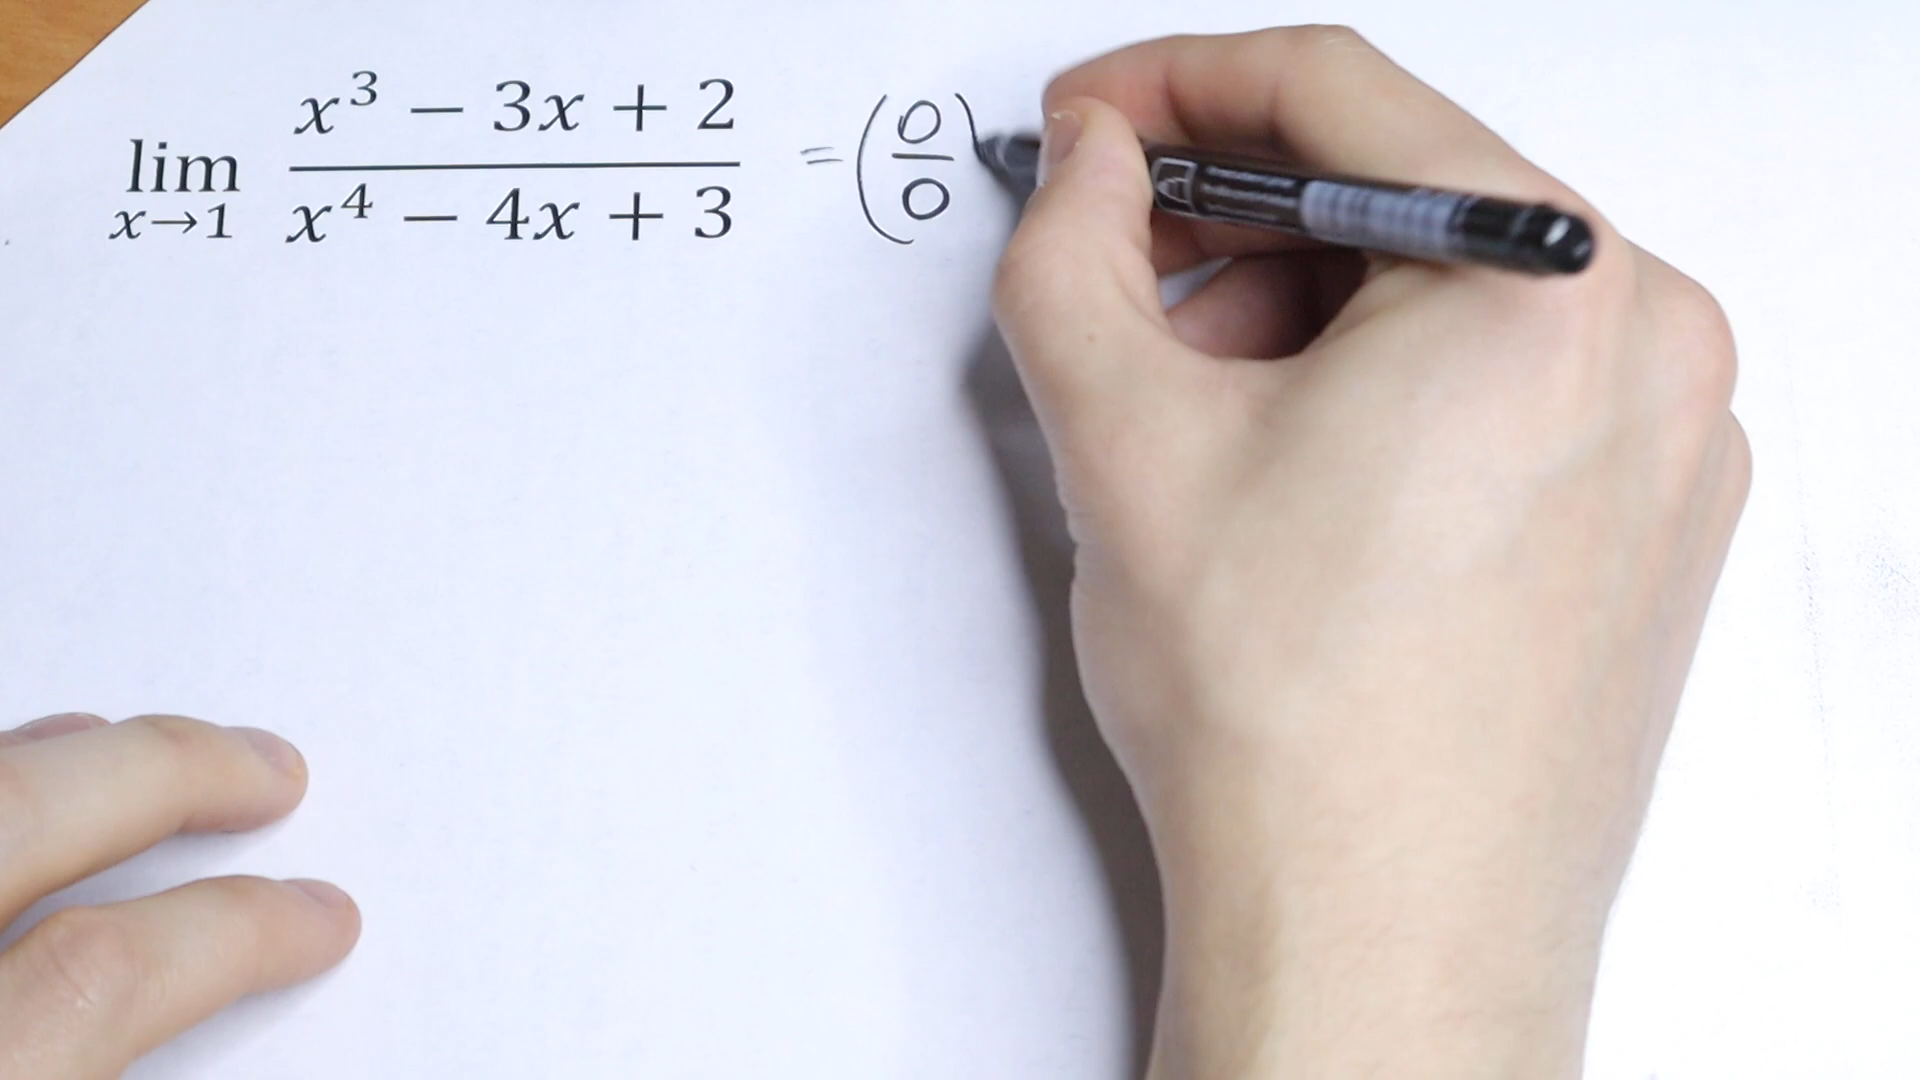 lim x→1 x³ − 3x + 2 / x⁴ − 4x + 3 = (0/0)